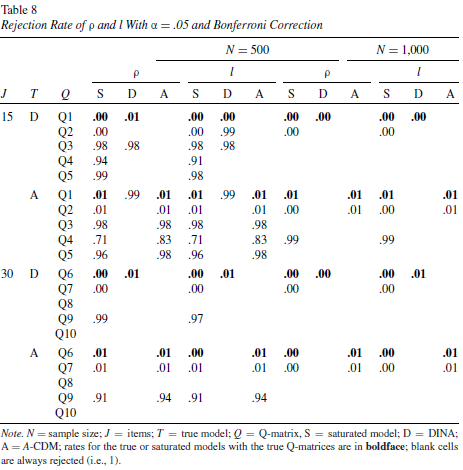 Table 8
Rejection Rate of ρ and l With α = .05 and Bonferroni Correction
N = 500 N = 1,000
ρ l ρ l
J T Q S D A S D A S D A S D A
15 D Q1 .00 .01 .00 .00 .00 .00 .00 .00
Q2 .00 .00 .99 .00 .00
Q3 .98 .98 .98 .98
Q4 .94 .91
Q5 .99 .98
A Q1 .01 .99 .01 .01 .99 .01 .01 .01 .01 .01
Q2 .01 .01 .01 .01 .00 .01 .00 .01
Q3 .98 .98 .98 .98
Q4 .71 .83 .71 .83 .99 .99
Q5 .96 .98 .96 .98
30 D Q6 .00 .01 .00 .01 .00 .00 .00 .01
Q7 .00 .00 .00 .00
Q8
Q9 .99 .97
Q10
A Q6 .01 .01 .00 .01 .00 .01 .00 .01
Q7 .01 .01 .01 .01 .00 .01 .00 .01
Q8
Q9 .91 .94 .91 .94
Q10
Note. N = sample size; J = items; T = true model; Q = Q-matrix, S = saturated model; D = DINA;
A = A-CDM; rates for the true or saturated models with the true Q-matrices are in boldface; blank cells
are always rejected (i.e., 1).